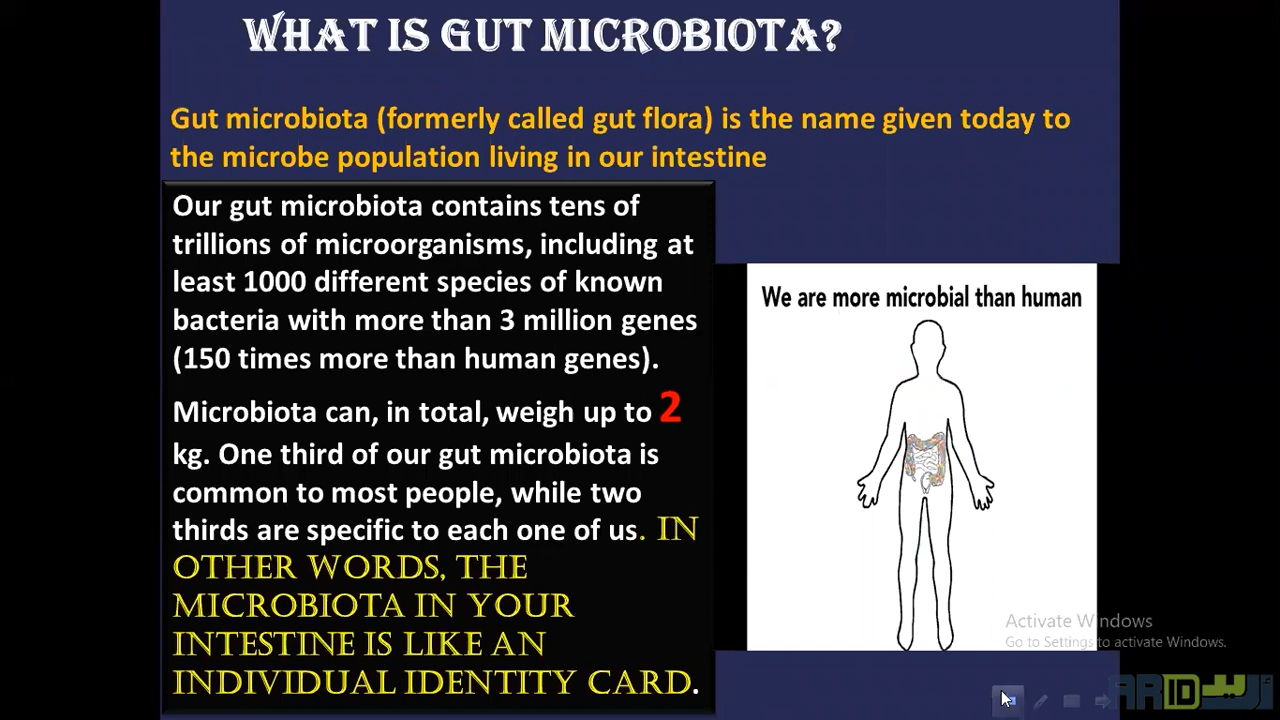 WHAT IS GUT MICROBIOTA?
Gut microbiota (formerly called gut flora) is the name given today to
the microbe population living in our intestine
Our gut microbiota contains tens of
trillions of microorganisms, including at
least 1000 different species of known
bacteria with more than 3 million genes
(150 times more than human genes).
Microbiota can, in total, weigh up to 2
kg. One third of our gut microbiota is
common to most people, while two
thirds are specific to each one of us. IN
OTHER WORDS, THE
MICROBIOTA IN YOUR
INTESTINE IS LIKE AN
INDIVIDUAL IDENTITY CARD.
We are more microbial than human
Activate Windows
Go to Settings to activate Windows.
ARID أريد